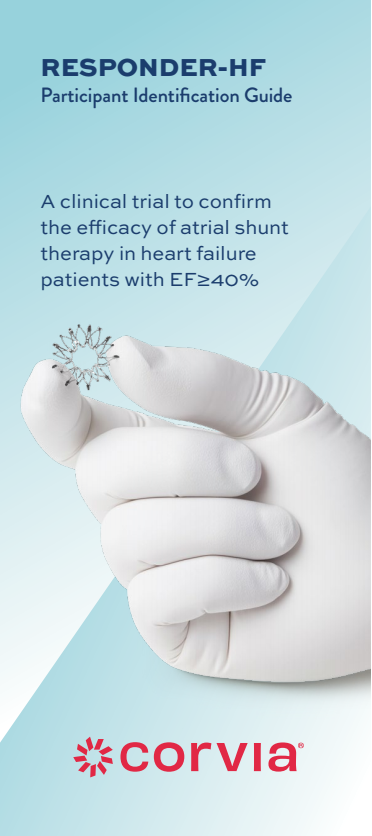 RESPONDER-HF
Participant Identification Guide
A clinical trial to confirm
the efficacy of atrial shunt
therapy in heart failure
patients with EF≥40%
corvia®